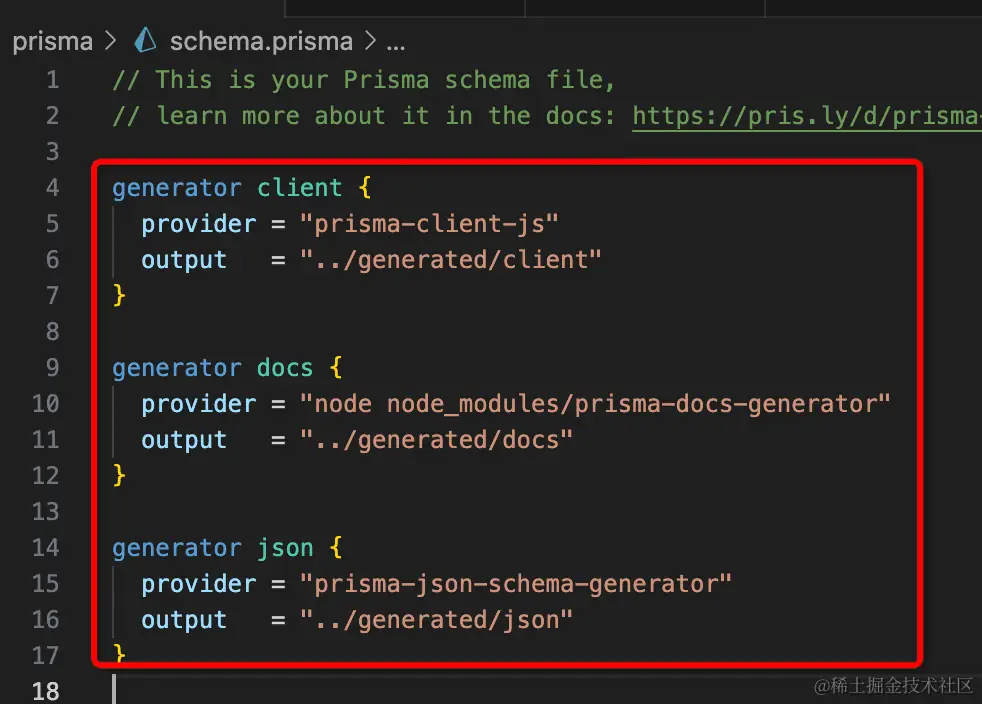 prisma > schema.prisma > ...
1 // This is your Prisma schema file,
2 // learn more about it in the docs: https://pris.ly/d/prisma-
3
4 generator client {
5   provider = "prisma-client-js"
6   output   = "../generated/client"
7 }
8
9 generator docs {
10   provider = "node node_modules/prisma-docs-generator"
11   output   = "../generated/docs"
12 }
13
14 generator json {
15   provider = "prisma-json-schema-generator"
16   output   = "../generated/json"
17 }
18
@稀土掘金技术社区